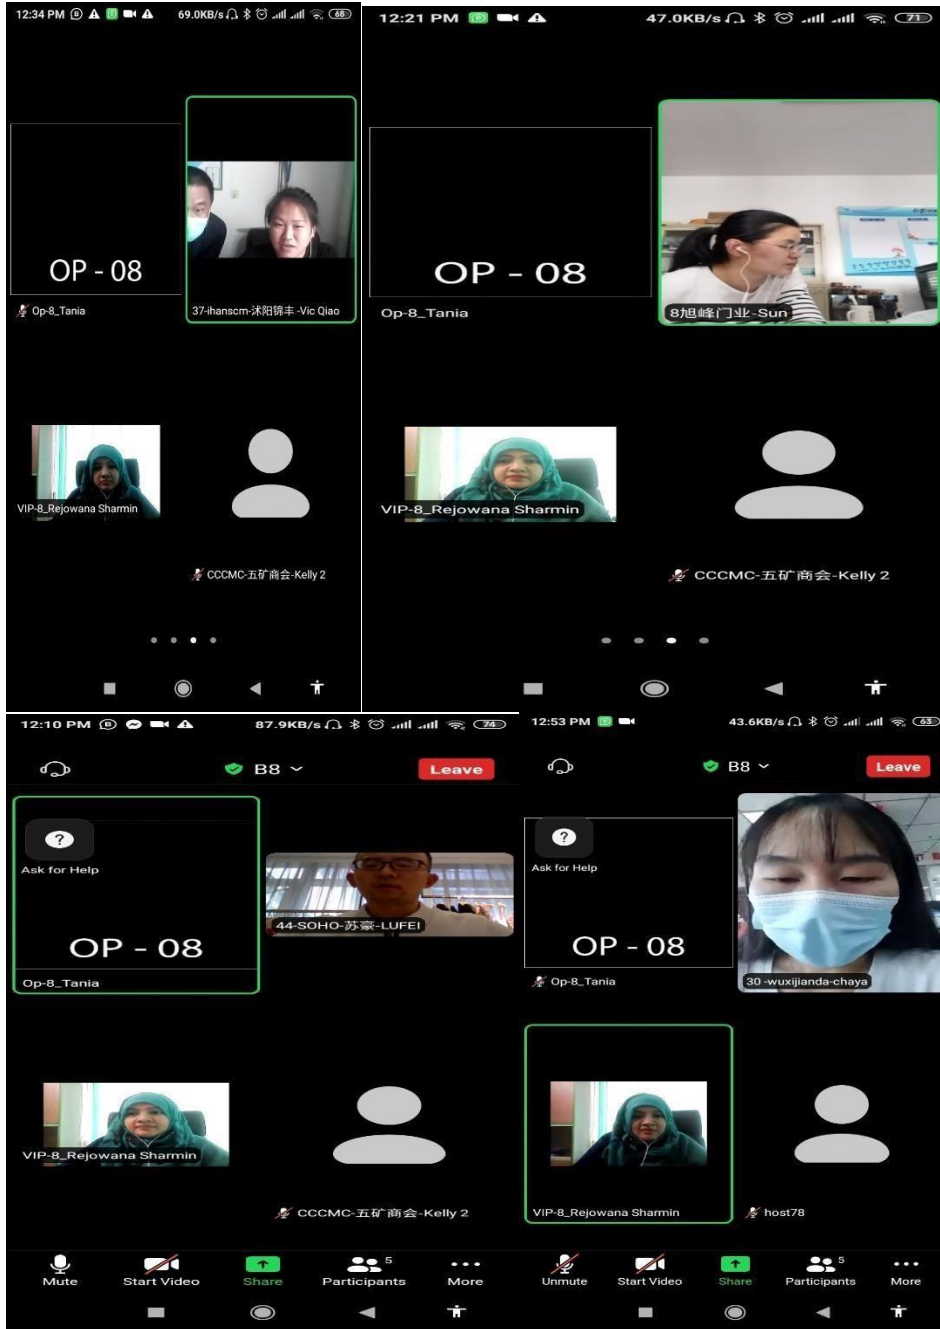 12:34 PM
69.0KB/s
68
OP - 08
Op-8_Tania
37-ihanscm-沭阳锦丰 -Vic Qiao
VIP-8_Rejowana Sharmin
CCCMC-五矿商会-Kelly 2
12:21 PM
47.0KB/s
71
OP - 08
Op-8_Tania
8旭峰门业-Sun
VIP-8_Rejowana Sharmin
CCCMC-五矿商会-Kelly 2
12:10 PM
87.9KB/s
74
B8
Leave
?
Ask for Help
OP - 08
Op-8_Tania
44-SOHO-苏豪-LUFEI
VIP-8_Rejowana Sharmin
CCCMC-五矿商会-Kelly 2
Mute
Start Video
Share
Participants
5
More
12:53 PM
43.6KB/s
63
B8
Leave
?
Ask for Help
OP - 08
Op-8_Tania
30 -wuxijianda-chaya
VIP-8_Rejowana Sharmin
host78
Unmute
Start Video
Share
Participants
5
More